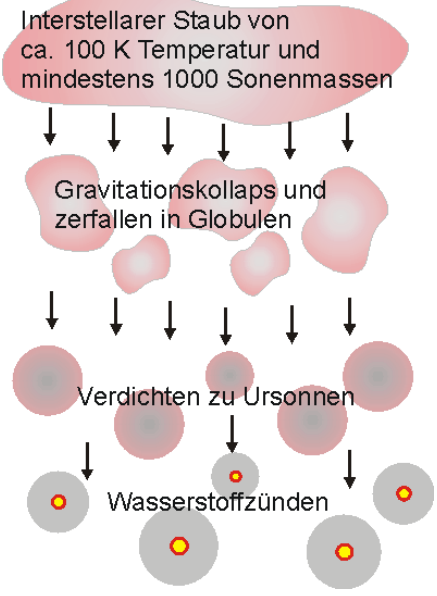 Interstellarer Staub von
ca. 100 K Temperatur und
mindestens 1000 Sonenmassen
Gravitationskollaps und
zerfallen in Globulen
Verdichten zu Ursonnen
Wasserstoffzünden